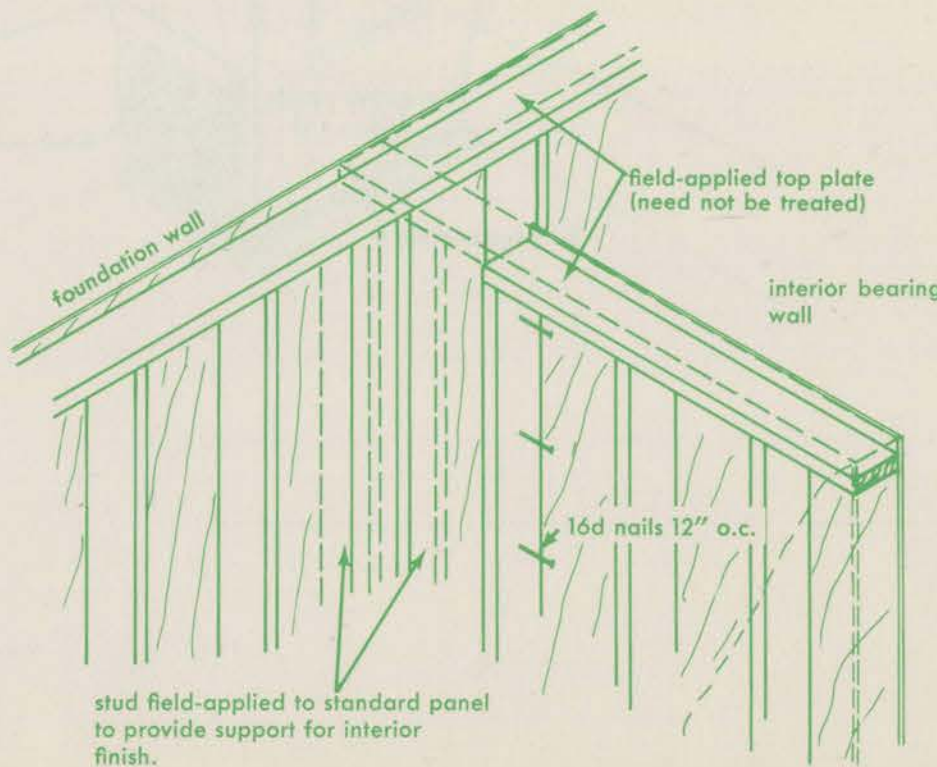 field-applied top plate
(need not be treated)
foundation wall
interior bearing
wall
16d nails 12" o.c.
stud field-applied to standard panel
to provide support for interior
finish.